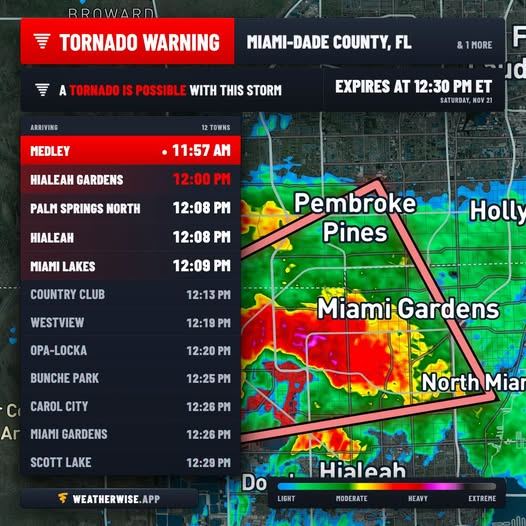 BROWARD
TORNADO WARNING
MIAMI-DADE COUNTY, FL
& 1 MORE
A TORNADO IS POSSIBLE WITH THIS STORM
EXPIRES AT 12:30 PM ET
SATURDAY, NOV 21
ARRIVING 12 TOWNS
MEDLEY • 11:57 AM
HIALEAH GARDENS 12:00 PM
PALM SPRINGS NORTH 12:08 PM
HIALEAH 12:08 PM
MIAMI LAKES 12:09 PM
COUNTRY CLUB 12:13 PM
WESTVIEW 12:19 PM
OPA-LOCKA 12:20 PM
BUNCHE PARK 12:25 PM
CAROL CITY 12:26 PM
MIAMI GARDENS 12:26 PM
SCOTT LAKE 12:29 PM
Pembroke
Pines
Holly
Miami Gardens
North Miam
Hialeah
Do
LIGHT MODERATE HEAVY EXTREME
WEATHERWISE.APP